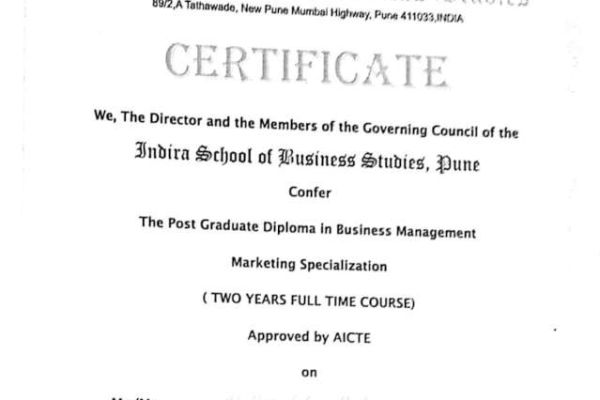 89/2,A Tathawade, New Pune Mumbai Highway, Pune 411033,INDIA
CERTIFICATE
We, The Director and the Members of the Governing Council of the
Indira School of Business Studies, Pune
Confer
The Post Graduate Diploma in Business Management
Marketing Specialization
( TWO YEARS FULL TIME COURSE)
Approved by AICTE
on